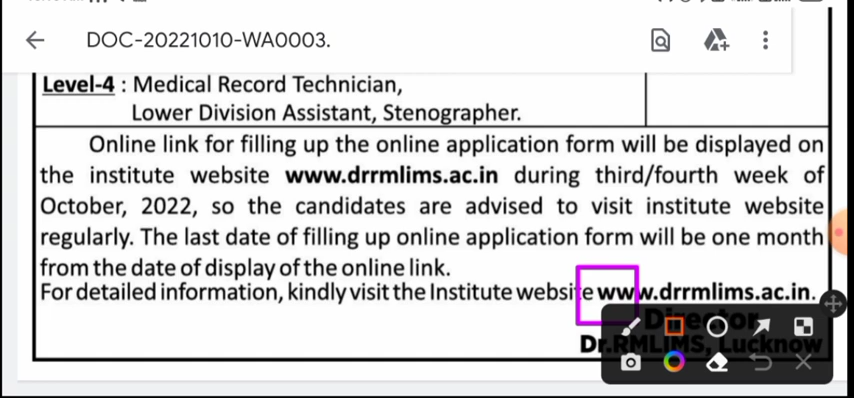 DOC-20221010-WA0003.
Level-4 : Medical Record Technician,
Lower Division Assistant, Stenographer.
Online link for filling up the online application form will be displayed on
the institute website www.drrmlims.ac.in during third/fourth week of
October, 2022, so the candidates are advised to visit institute website
regularly. The last date of filling up online application form will be one month
from the date of display of the online link.
For detailed information, kindly visit the Institute website www.drrmlims.ac.in.
Director
Dr.RMLIMS, Lucknow